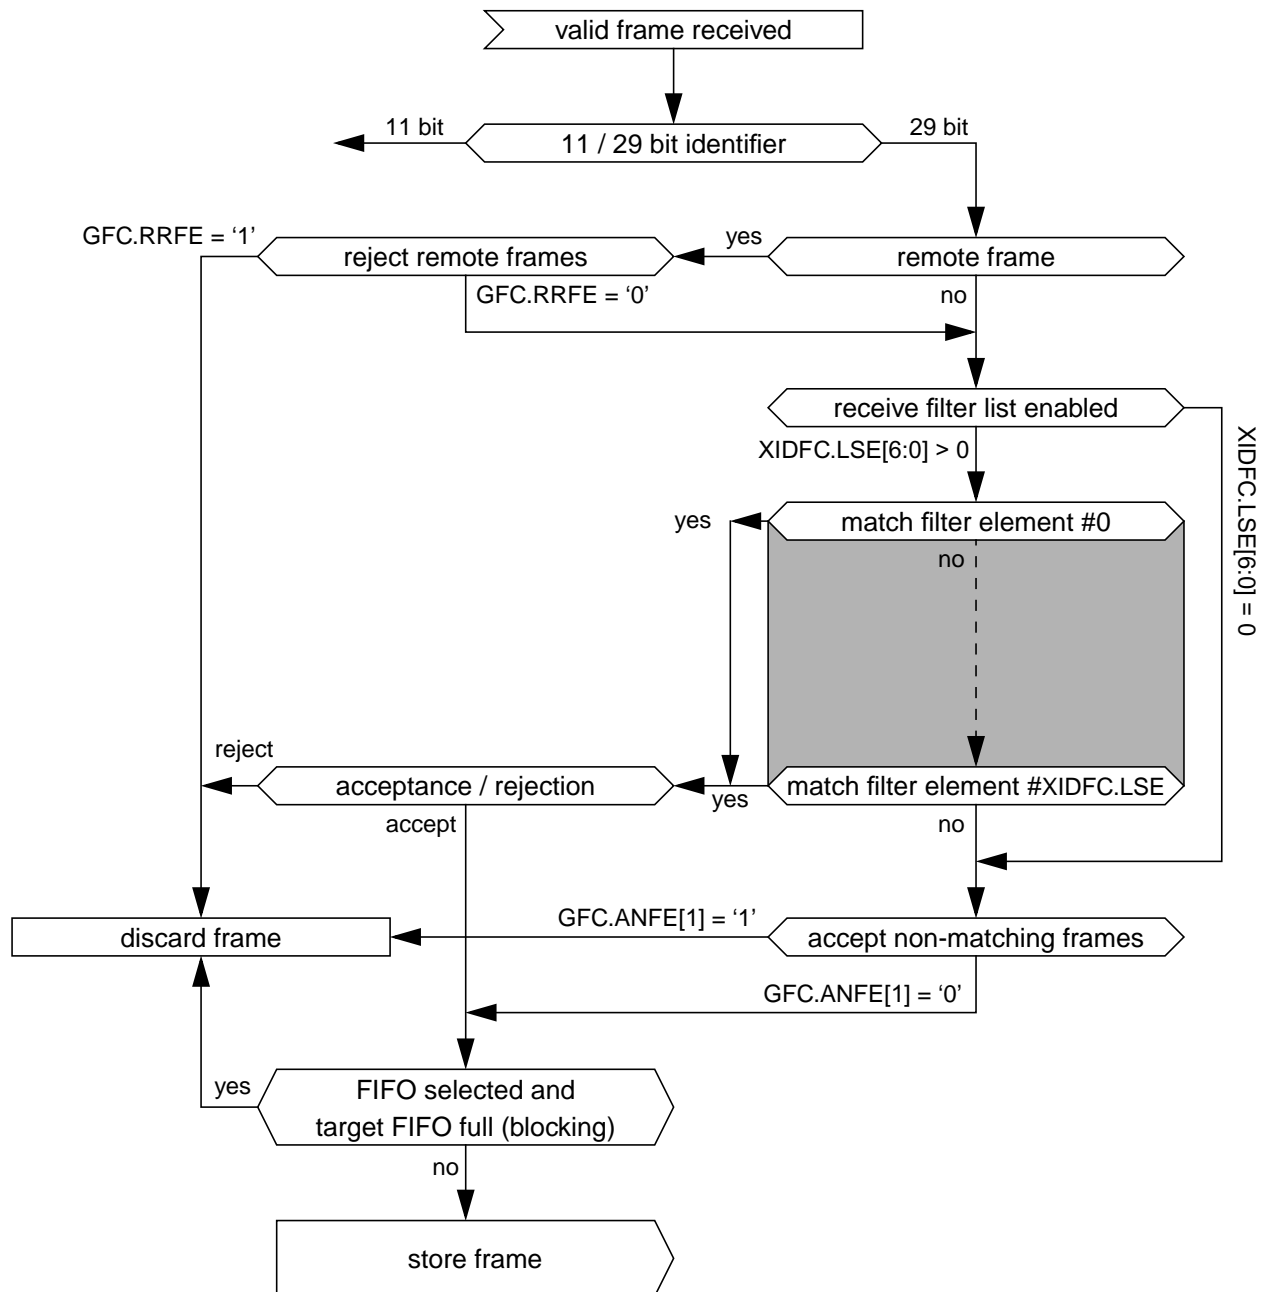 valid frame received
11 bit
11 / 29 bit identifier
29 bit
GFC.RRFE = ‘1’
reject remote frames
yes
remote frame
GFC.RRFE = ‘0’
no
receive filter list enabled
XIDFC.LSE[6:0] > 0
XIDFC.LSE[6:0] = 0
yes
match filter element #0
no
reject
acceptance / rejection
yes
match filter element #XIDFC.LSE
accept
no
discard frame
GFC.ANFE[1] = ‘1’
accept non-matching frames
GFC.ANFE[1] = ‘0’
yes
FIFO selected and
target FIFO full (blocking)
no
store frame